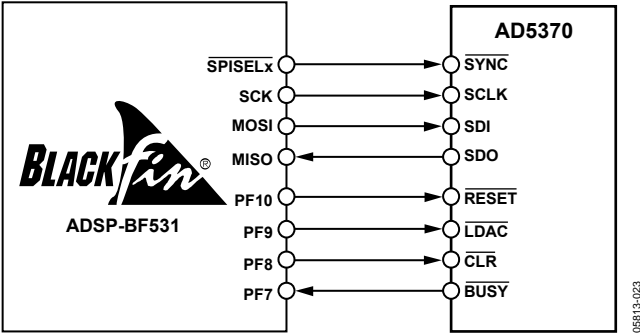 AD5370
SPISELx SYNC
SCK SCLK
MOSI SDI
MISO SDO
BLACKfin®
PF10 RESET
ADSP-BF531
PF9 LDAC
PF8 CLR
PF7 BUSY
05813-023